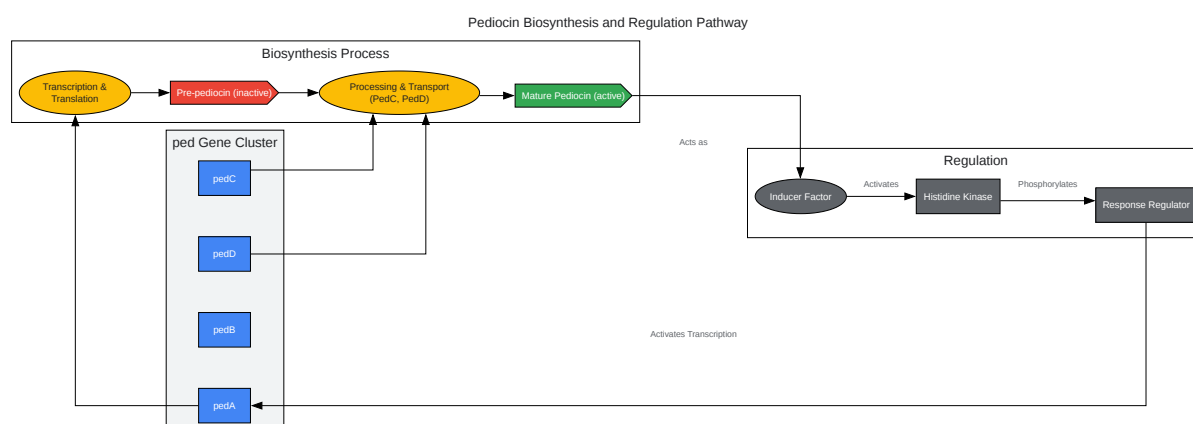 Pediocin Biosynthesis and Regulation Pathway
Biosynthesis Process
Transcription &
Translation
Pre-pediocin (inactive)
Processing & Transport
(PedC, PedD)
Mature Pediocin (active)
ped Gene Cluster
pedC
pedD
pedB
pedA
Acts as
Regulation
Inducer Factor
Activates
Histidine Kinase
Phosphorylates
Response Regulator
Activates Transcription